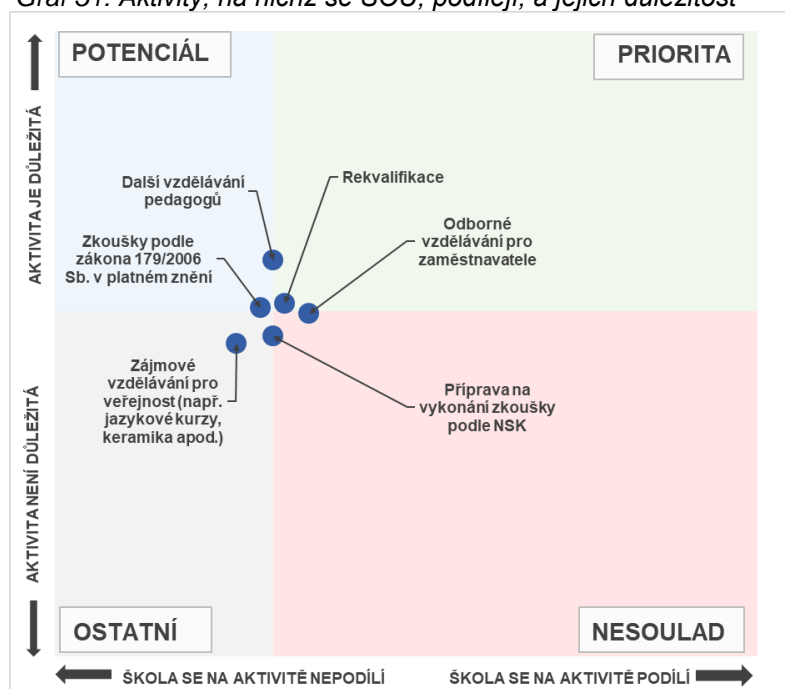 Graf 31: Aktivity, na nichž se SOŠ, podílejí, a jejich důležitost
POTENCIÁL
PRIORITA
AKTIVITA JE DŮLEŽITÁ
Další vzdělávání
pedagogů
Rekvalifikace
Zkoušky podle
zákona 179/2006
Sb. v platném znění
Odborné
vzdělávání pro
zaměstnavatele
Zájmové
vzdělávání pro
veřejnost (např.
jazykové kurzy,
keramika apod.)
Příprava na
vykonání zkoušky
podle NSK
AKTIVITA NENÍ DŮLEŽITÁ
OSTATNÍ
NESOULAD
ŠKOLA SE NA AKTIVITĚ NEPODÍLÍ
ŠKOLA SE NA AKTIVITĚ PODÍLÍ